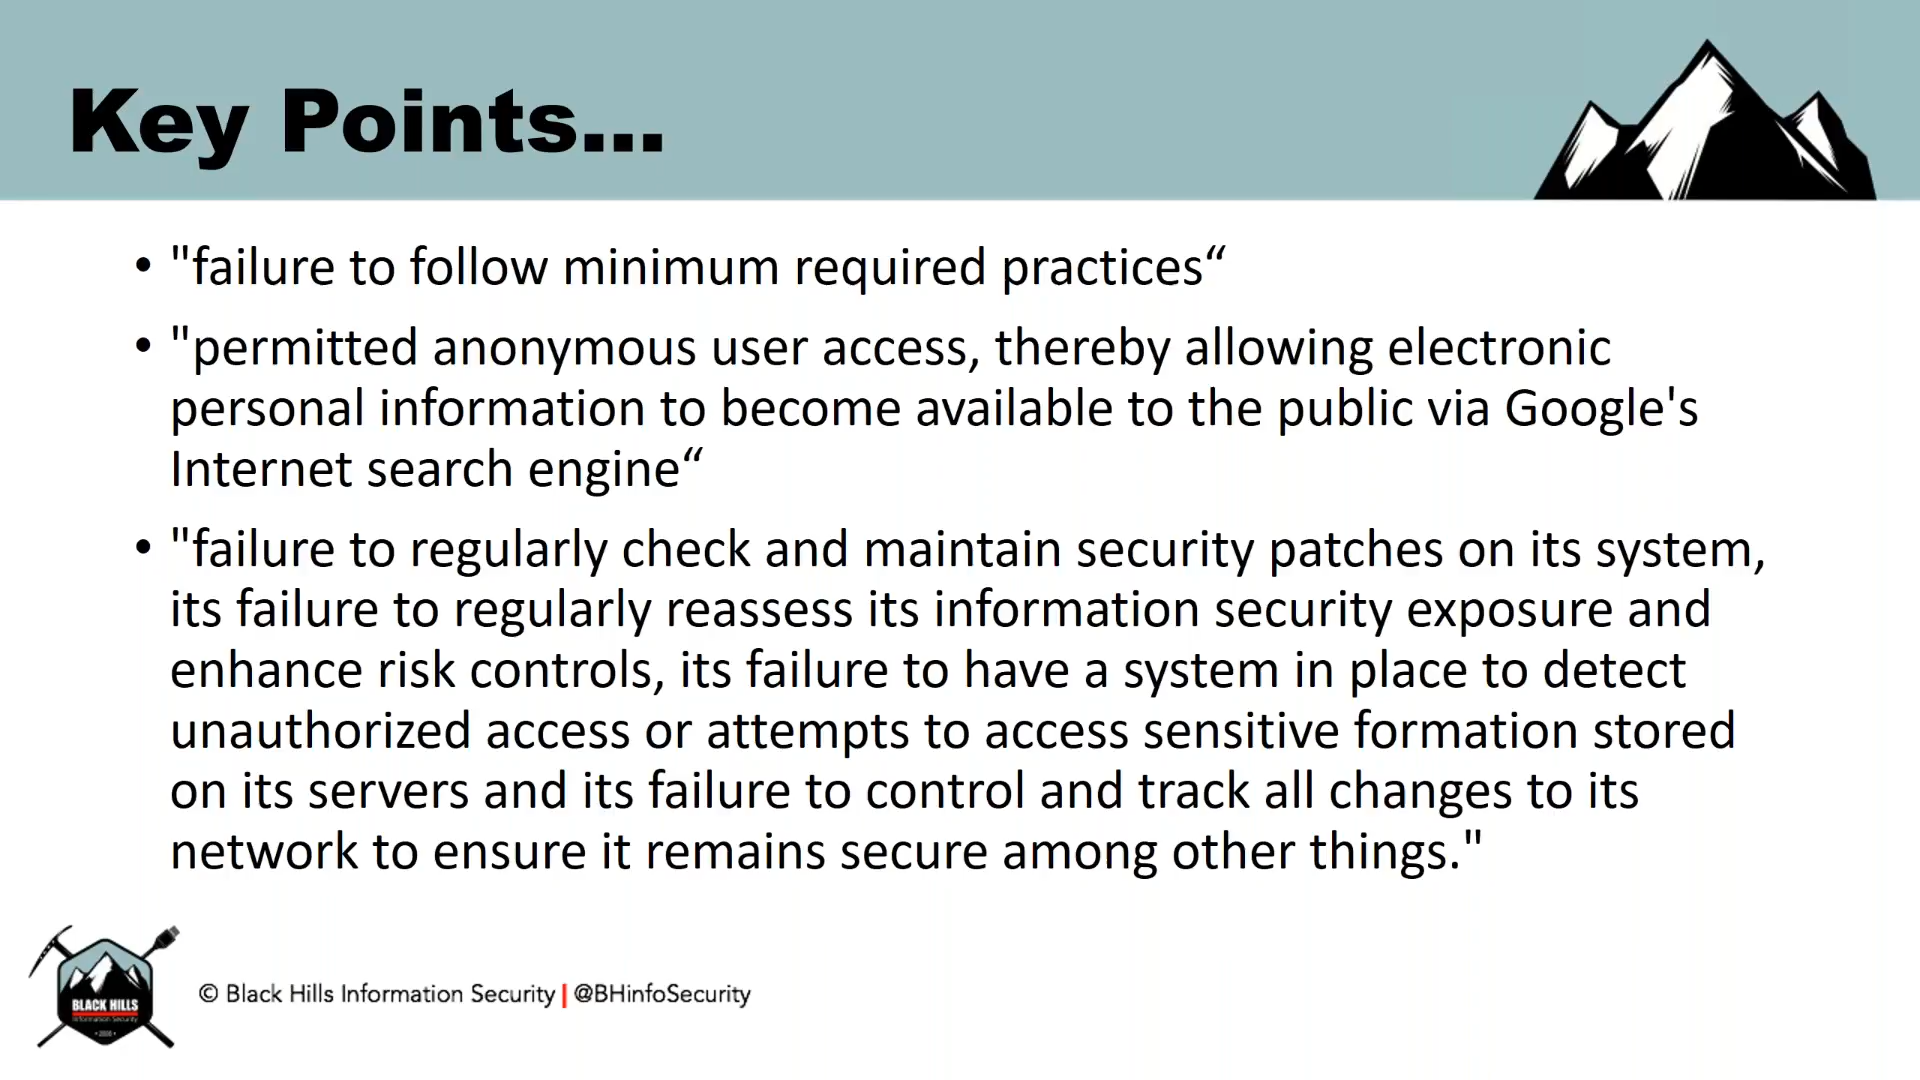 Key Points...
• "failure to follow minimum required practices“
• "permitted anonymous user access, thereby allowing electronic
personal information to become available to the public via Google's
Internet search engine“
• "failure to regularly check and maintain security patches on its system,
its failure to regularly reassess its information security exposure and
enhance risk controls, its failure to have a system in place to detect
unauthorized access or attempts to access sensitive formation stored
on its servers and its failure to control and track all changes to its
network to ensure it remains secure among other things."
BLACK HILLS
Information Security
• 2008 •
© Black Hills Information Security | @BHinfoSecurity